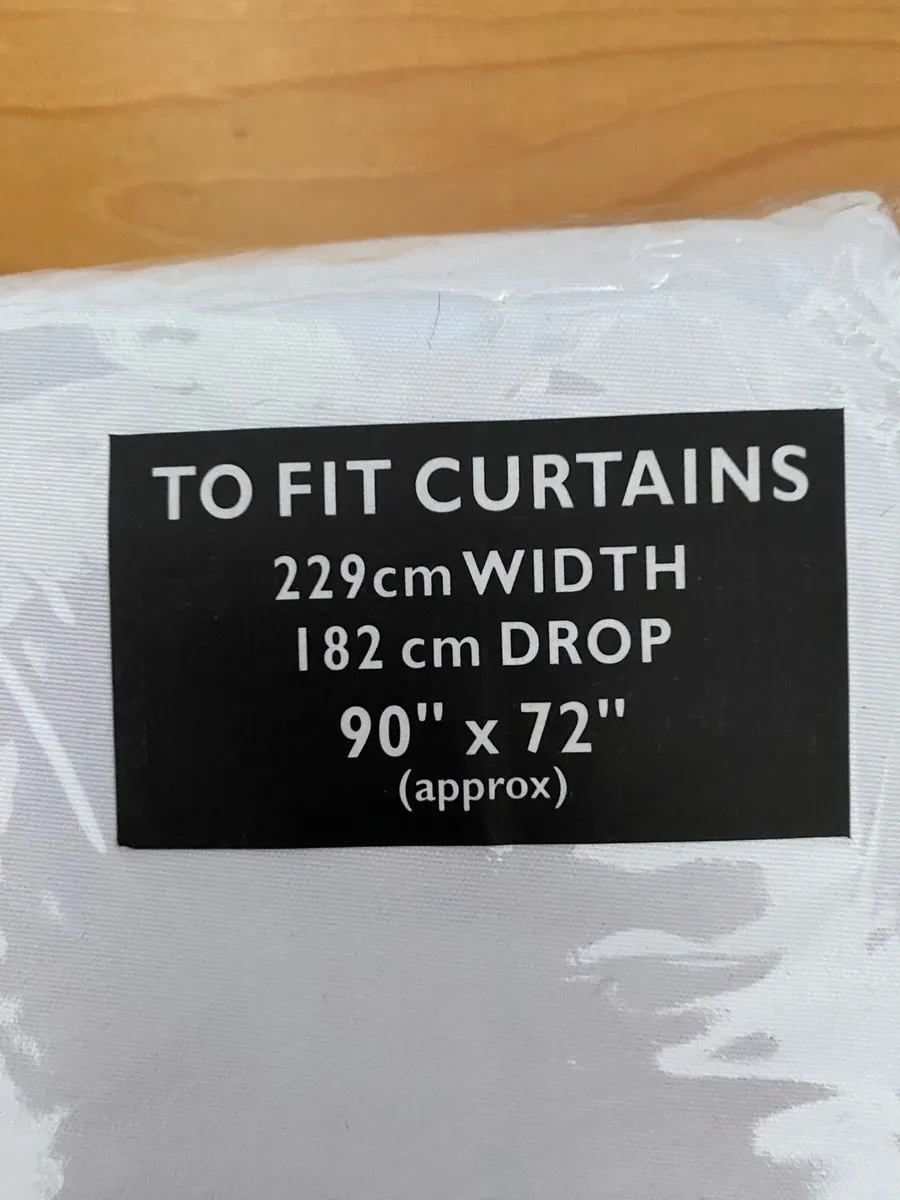 TO FIT CURTAINS
229cm WIDTH
182 cm DROP
90" x 72"
(approx)